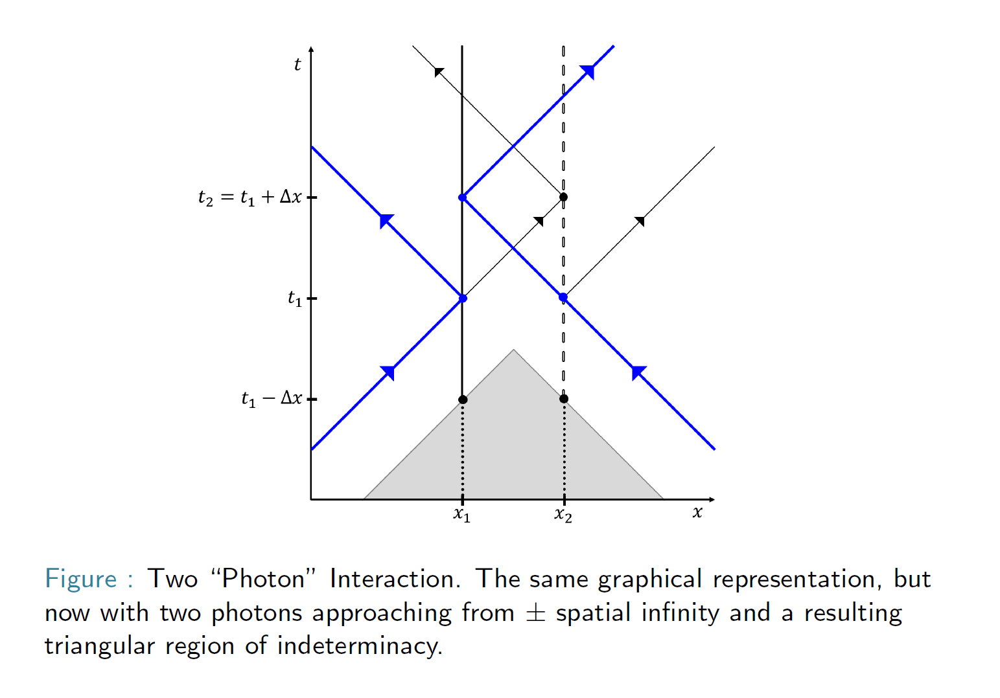 t
t₂ = t₁ + Δx
t₁
t₁ − Δx
x₁
x₂
x
Figure : Two “Photon” Interaction. The same graphical representation, but
now with two photons approaching from ± spatial infinity and a resulting
triangular region of indeterminacy.